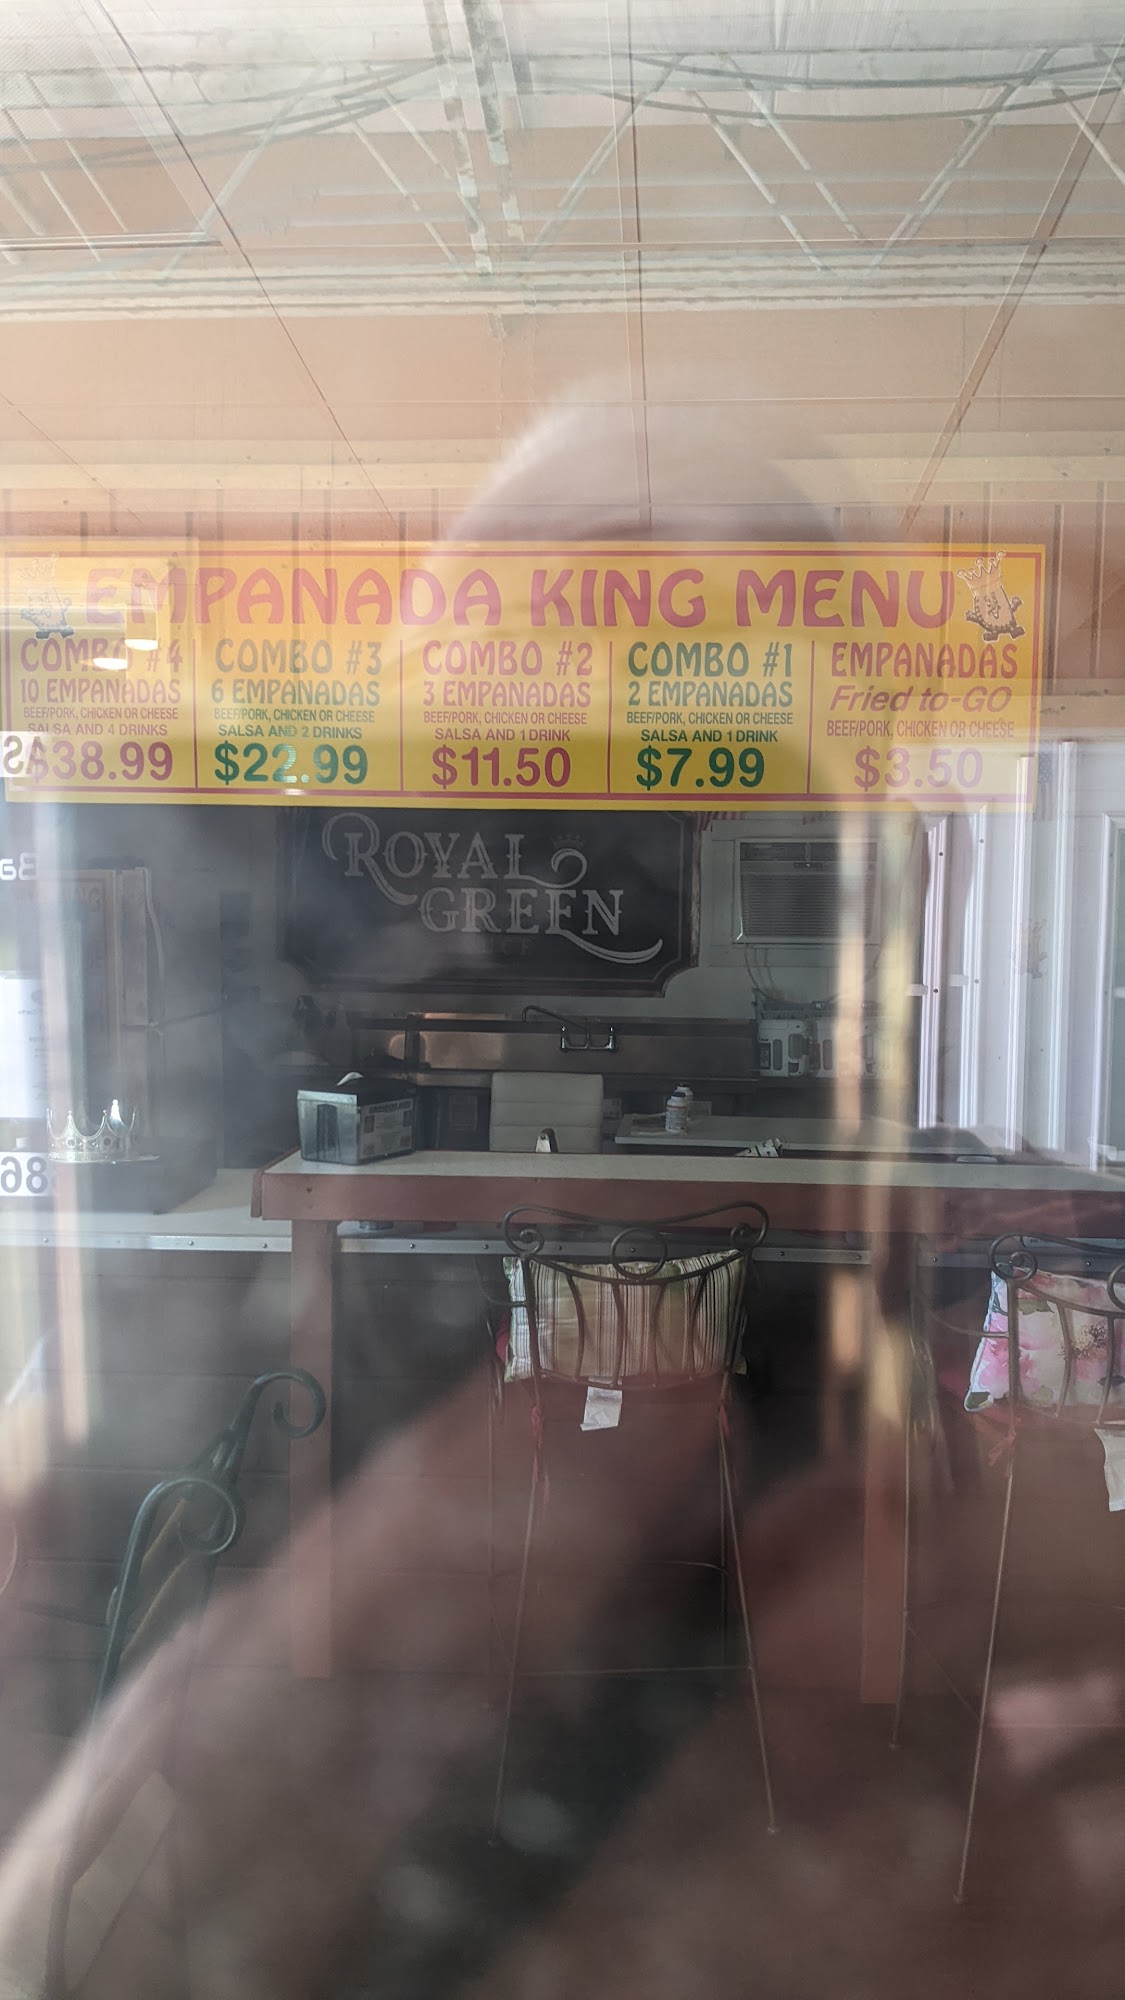 EMPANADA KING MENU
COMBO #4
10 EMPANADAS
BEEF/PORK, CHICKEN OR CHEESE
SALSA AND 4 DRINKS
$38.99
COMBO #3
6 EMPANADAS
BEEF/PORK, CHICKEN OR CHEESE
SALSA AND 2 DRINKS
$22.99
COMBO #2
3 EMPANADAS
BEEF/PORK, CHICKEN OR CHEESE
SALSA AND 1 DRINK
$11.50
COMBO #1
2 EMPANADAS
BEEF/PORK, CHICKEN OR CHEESE
SALSA AND 1 DRINK
$7.99
EMPANADAS
Fried to-GO
BEEF/PORK, CHICKEN OR CHEESE
$3.50
ROYAL
GREEN